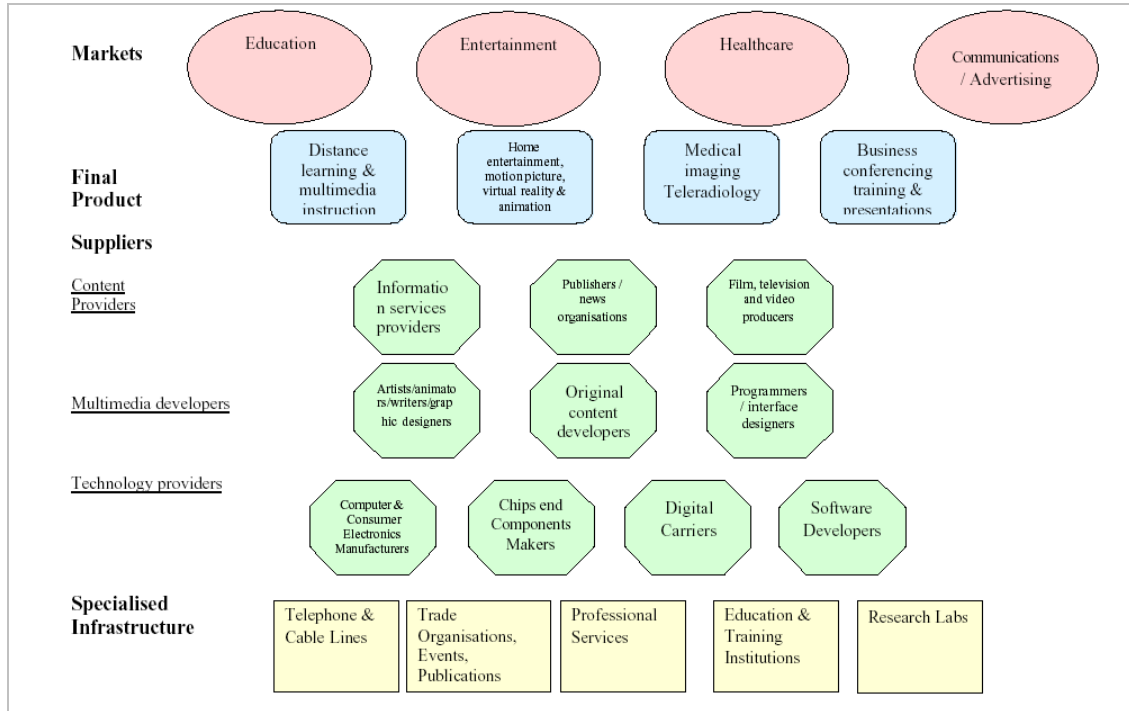 Markets
Education
Entertainment
Healthcare
Communications
/ Advertising
Final
Product
Distance
learning &
multimedia
instruction
Home
entertainment,
motion picture,
virtual reality &
animation
Medical
imaging
Teleradiology
Business
conferencing
training &
presentations
Suppliers
Content
Providers
Informatio
n services
providers
Publishers /
news
organisations
Film, television
and video
producers
Multimedia developers
Artists/animato
rs/writers/grap
hic designers
Original
content
developers
Programmers
/ interface
designers
Technology providers
Computer &
Consumer
Electronics
Manufacturers
Chips end
Components
Makers
Digital
Carriers
Software
Developers
Specialised
Infrastructure
Telephone &
Cable Lines
Trade
Organisations,
Events,
Publications
Professional
Services
Education &
Training
Institutions
Research Labs